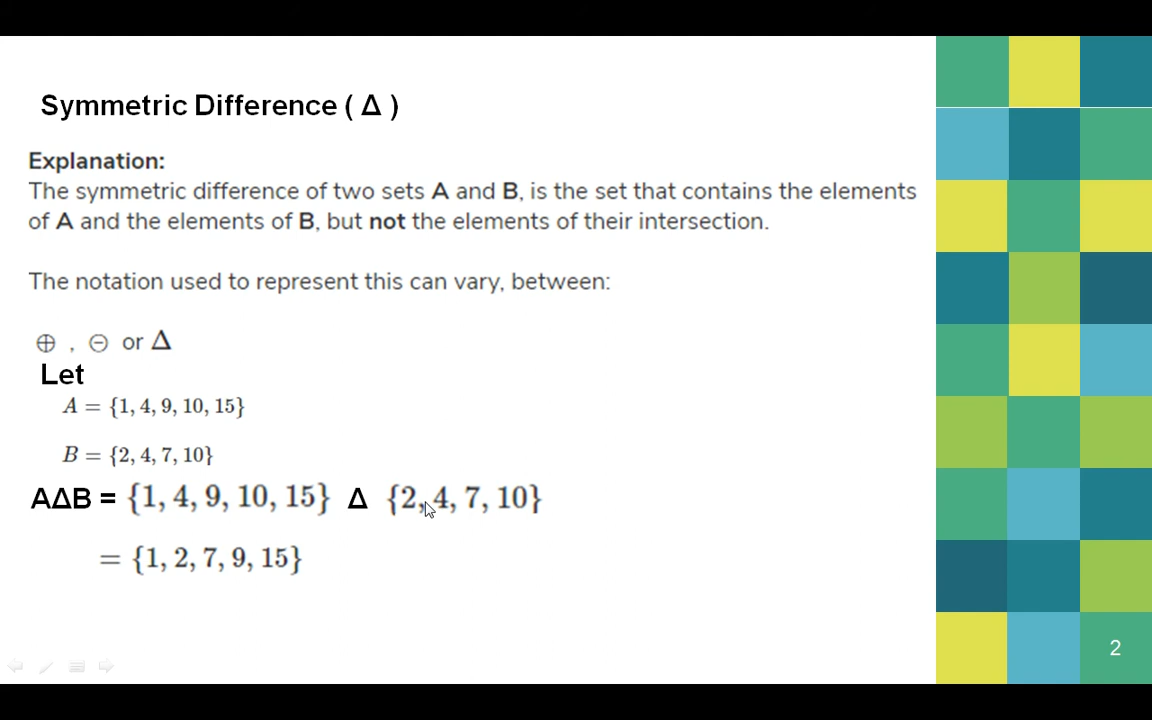 Symmetric Difference ( Δ )
Explanation:
The symmetric difference of two sets A and B, is the set that contains the elements
of A and the elements of B, but not the elements of their intersection.
The notation used to represent this can vary, between:
⊕ , ⊖ or Δ
Let
A = {1, 4, 9, 10, 15}
B = {2, 4, 7, 10}
AΔB = {1, 4, 9, 10, 15} Δ {2, 4, 7, 10}
= {1, 2, 7, 9, 15}
2